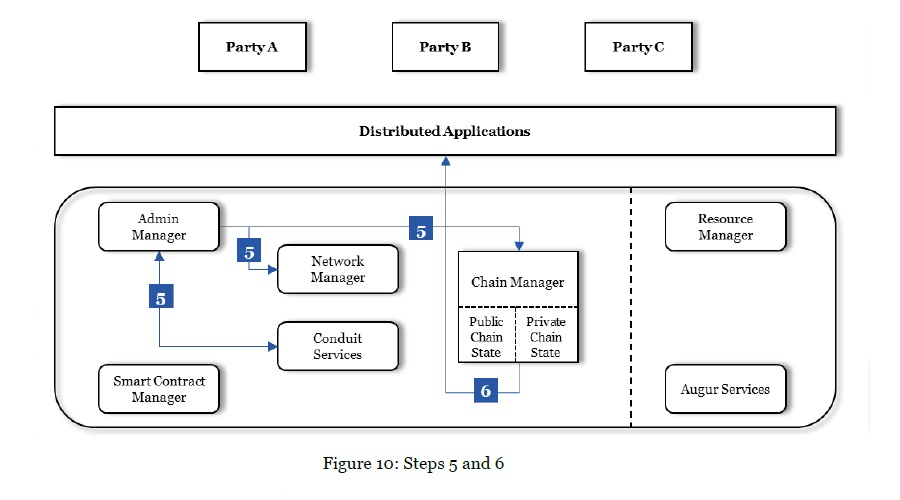 Party A
Party B
Party C
Distributed Applications
Admin
Manager
5
5
Resource
Manager
Network
Manager
Chain Manager
5
Public
Chain
State
Private
Chain
State
Conduit
Services
Smart Contract
Manager
6
Augur Services
Figure 10: Steps 5 and 6